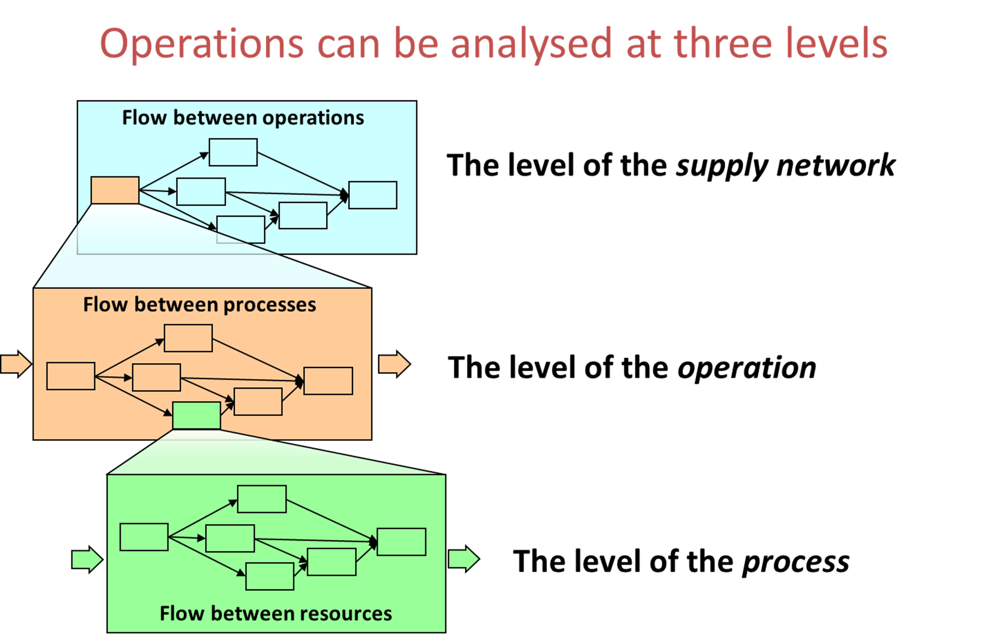 Operations can be analysed at three levels
Flow between operations
The level of the supply network
Flow between processes
The level of the operation
The level of the process
Flow between resources